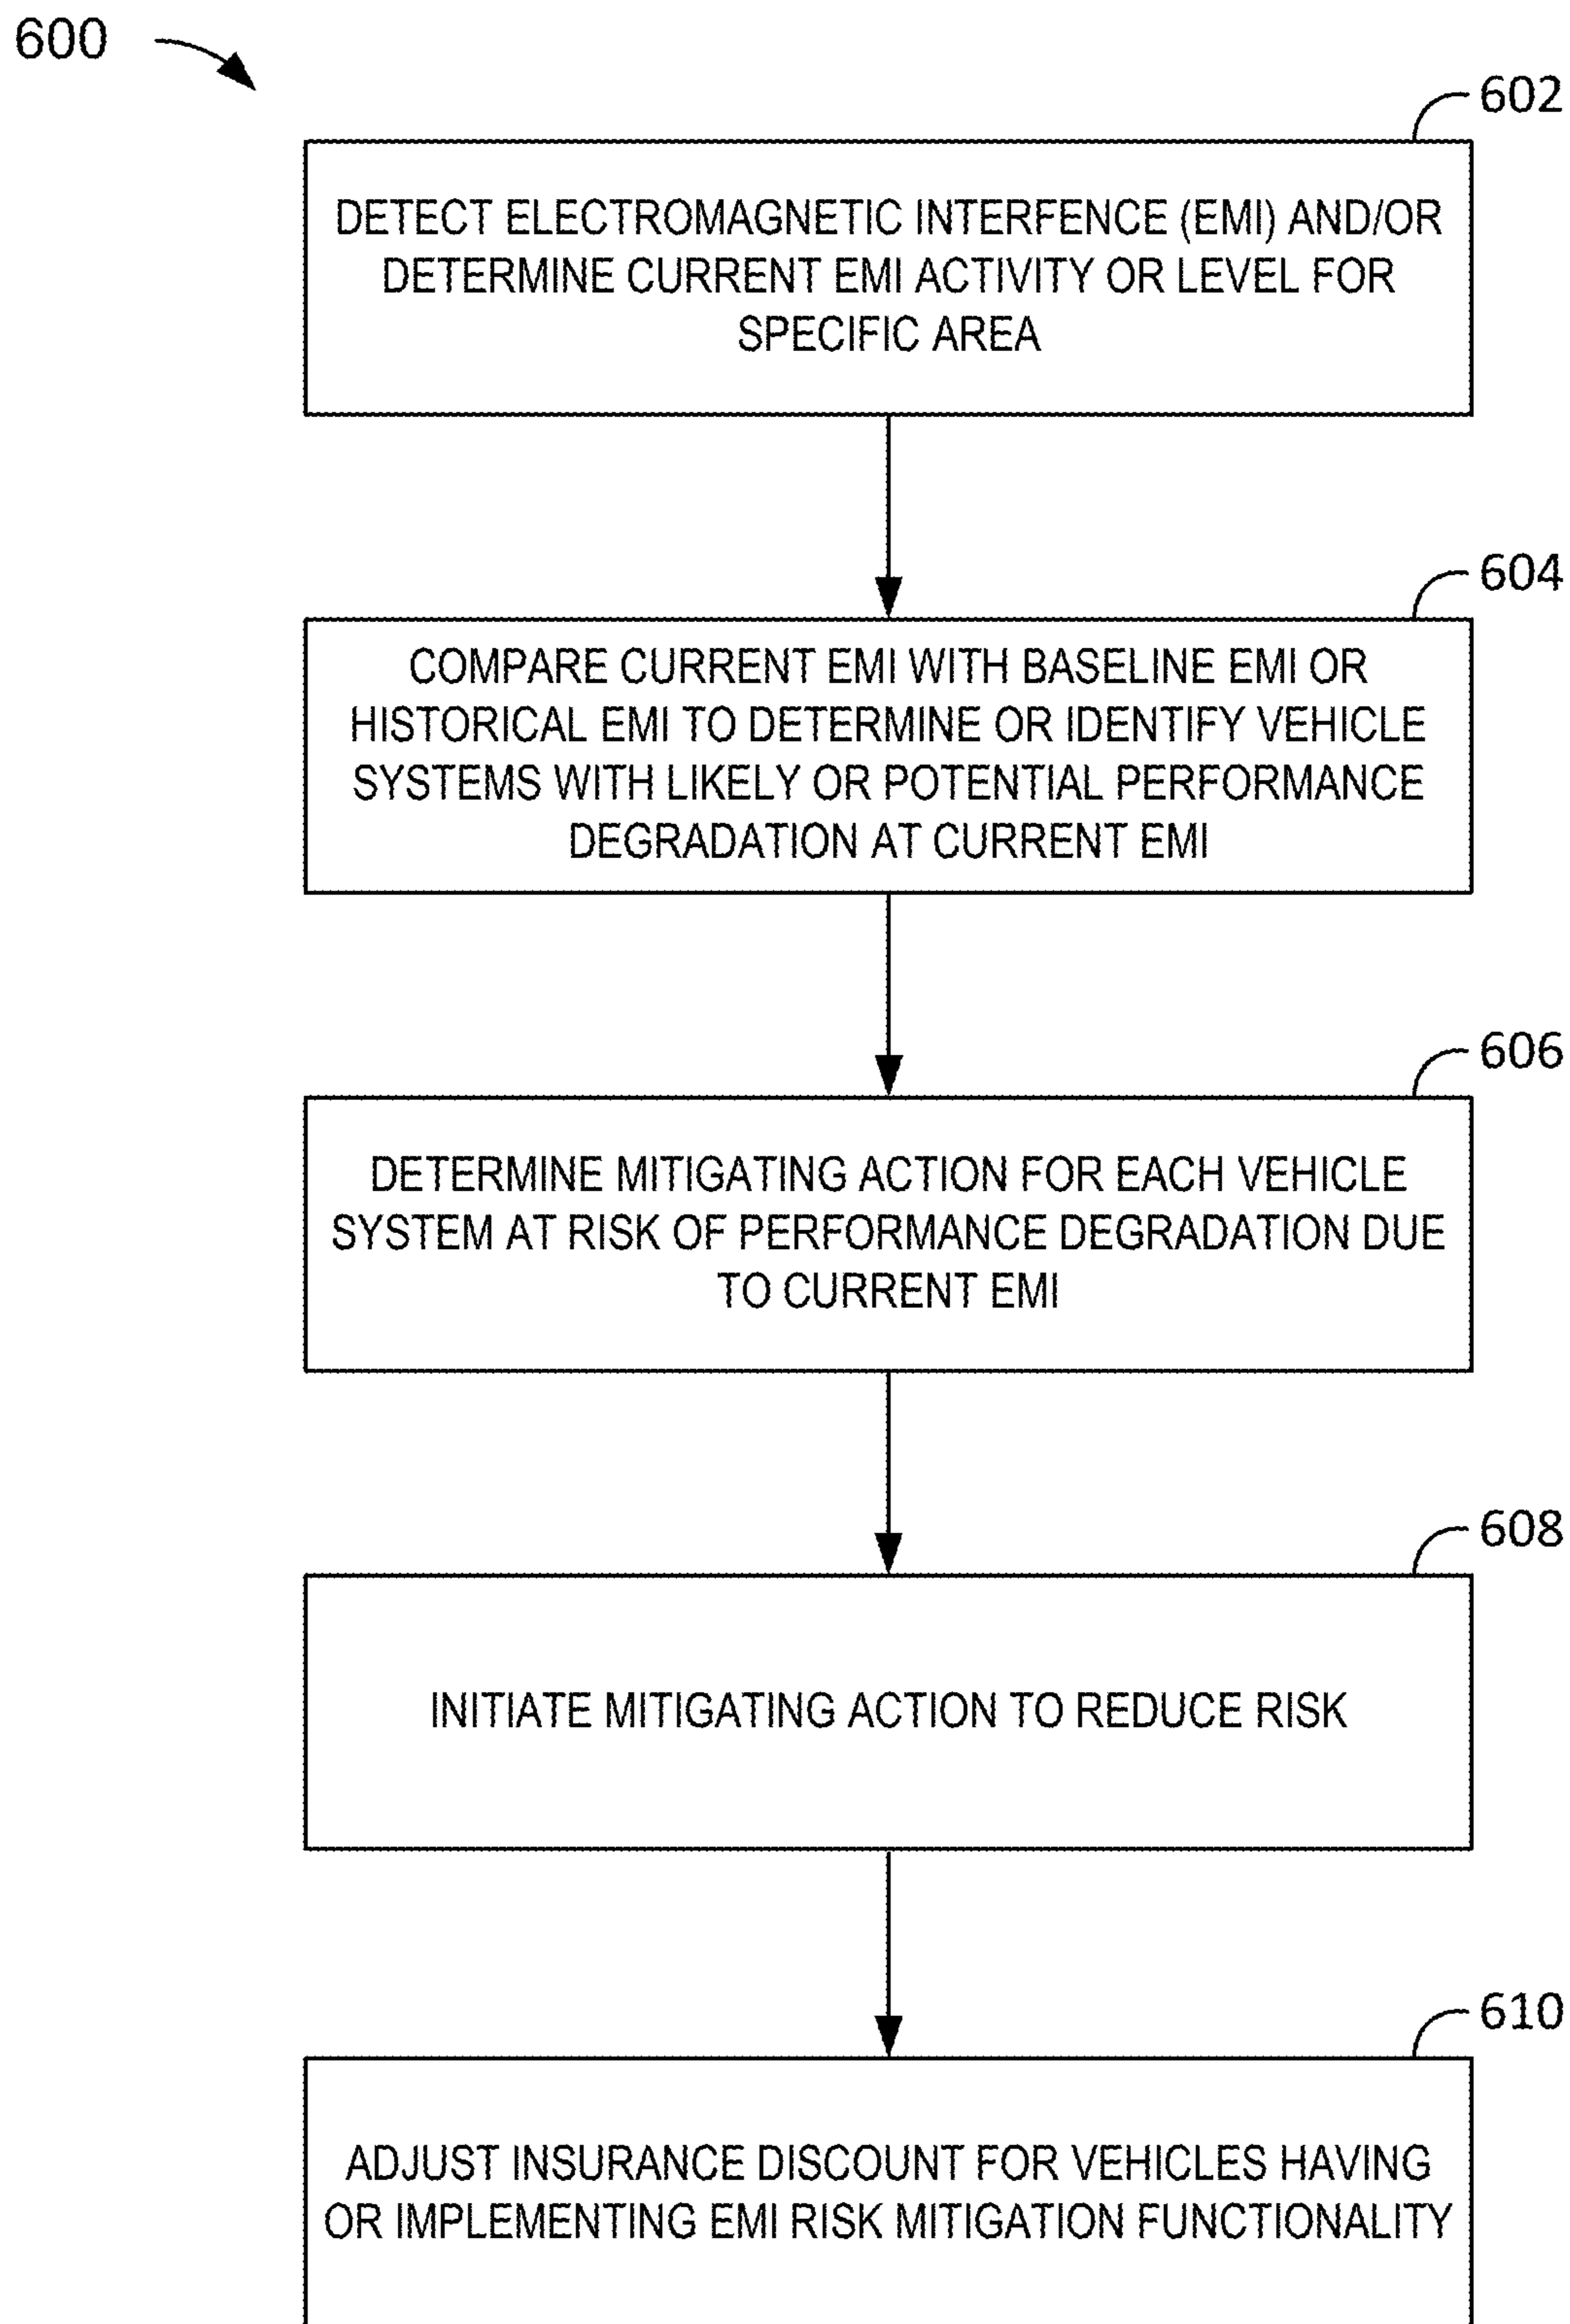 600
602
DETECT ELECTROMAGNETIC INTERFENCE (EMI) AND/OR
DETERMINE CURRENT EMI ACTIVITY OR LEVEL FOR
SPECIFIC AREA
604
COMPARE CURRENT EMI WITH BASELINE EMI OR
HISTORICAL EMI TO DETERMINE OR IDENTIFY VEHICLE
SYSTEMS WITH LIKELY OR POTENTIAL PERFORMANCE
DEGRADATION AT CURRENT EMI
606
DETERMINE MITIGATING ACTION FOR EACH VEHICLE
SYSTEM AT RISK OF PERFORMANCE DEGRADATION DUE
TO CURRENT EMI
608
INITIATE MITIGATING ACTION TO REDUCE RISK
610
ADJUST INSURANCE DISCOUNT FOR VEHICLES HAVING
OR IMPLEMENTING EMI RISK MITIGATION FUNCTIONALITY